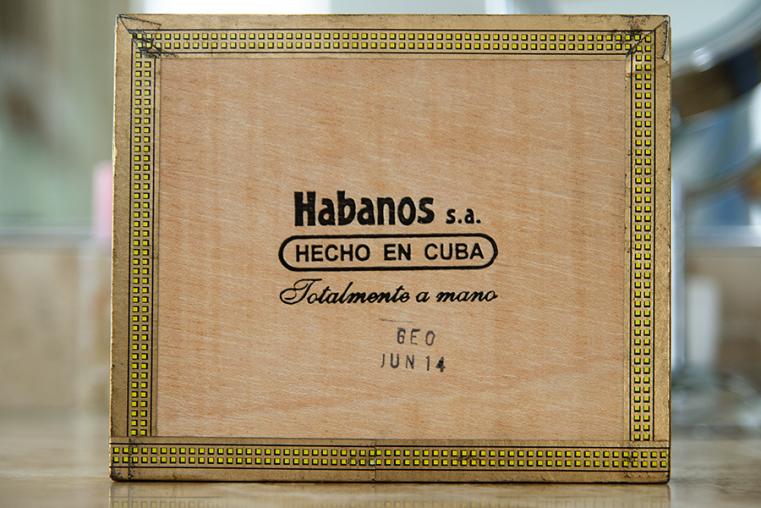 Habanos s.a.
HECHO EN CUBA
Totalmente a mano
GEO
JUN 14